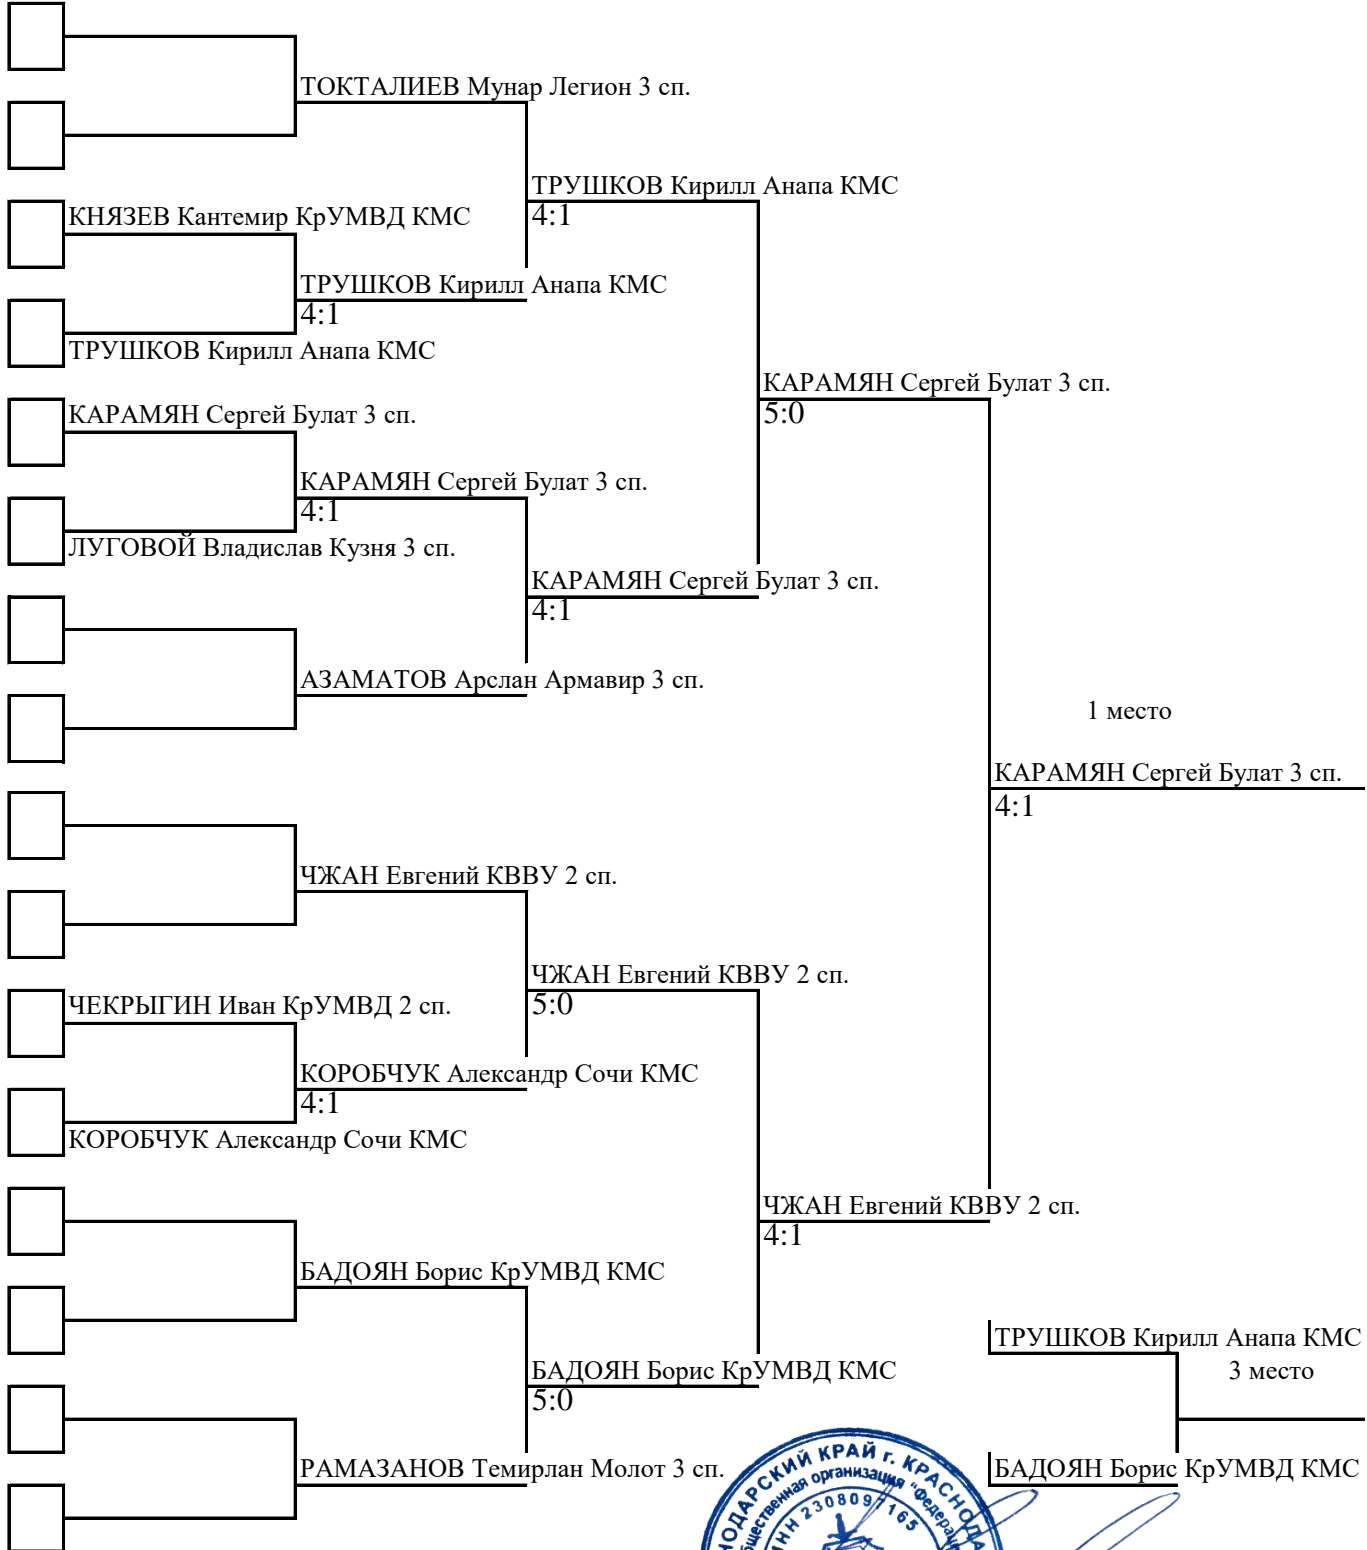 ТОКТАЛИЕВ Мунар Легион 3 сп.
ТРУШКОВ Кирилл Анапа КМС
4:1
КНЯЗЕВ Кантемир КрУМВД КМС
ТРУШКОВ Кирилл Анапа КМС
4:1
ТРУШКОВ Кирилл Анапа КМС
КАРАМЯН Сергей Булат 3 сп.
5:0
КАРАМЯН Сергей Булат 3 сп.
КАРАМЯН Сергей Булат 3 сп.
4:1
ЛУГОВОЙ Владислав Кузня 3 сп.
КАРАМЯН Сергей Булат 3 сп.
4:1
АЗАМАТОВ Арслан Армавир 3 сп.
1 место
КАРАМЯН Сергей Булат 3 сп.
4:1
ЧЖАН Евгений КВВУ 2 сп.
ЧЖАН Евгений КВВУ 2 сп.
5:0
ЧЕКРЫГИН Иван КрУМВД 2 сп.
КОРОБЧУК Александр Сочи КМС
4:1
КОРОБЧУК Александр Сочи КМС
ЧЖАН Евгений КВВУ 2 сп.
4:1
БАДОЯН Борис КрУМВД КМС
ТРУШКОВ Кирилл Анапа КМС
3 место
БАДОЯН Борис КрУМВД КМС
5:0
РАМАЗАНОВ Темирлан Молот 3 сп.
БАДОЯН Борис КрУМВД КМС
КРАЙ г.
организация
ИНН 2308097165